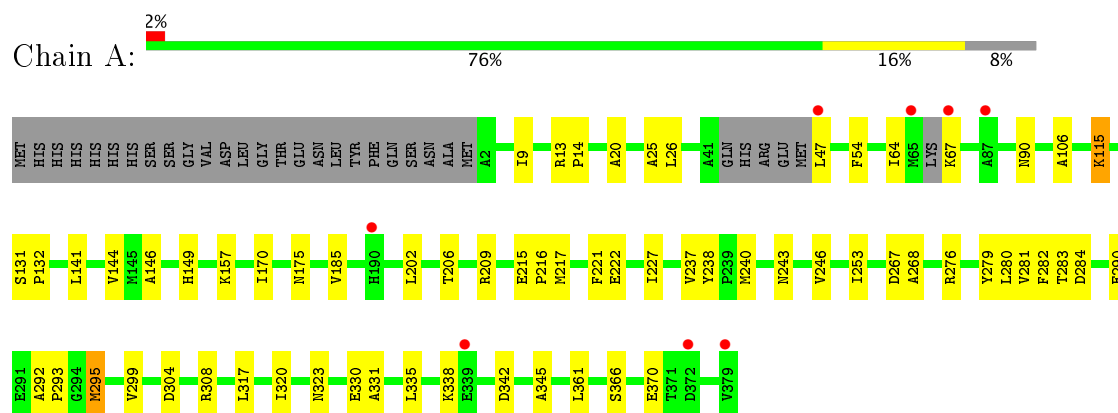 2%
Chain A:
76% 16% 8%
MET HIS HIS HIS HIS HIS HIS SER SER GLY VAL ASP LEU GLY THR GLU ASN LEU TYR PHE GLN SER ASN ALA MET A2 I9 R13 P14 A20 A25 L26 A41 GLN HIS ARG GLU MET L47 F54 I64 M65 LYS K67 A87 N90 A106 K115
S131 P132 L141 V144 M145 A146 H149 K157 I170 N175 V185 H190 L202 T206 R209 E215 P216 M217 F221 E222 I227 V237 Y238 P239 M240 N243 V246 I253 D267 A268 R276 Y279 L280 V281 F282 T283 D284
E291 A292 P293 G294 M295 V299 D304 R308 L317 I320 N323 E330 A331 L335 K338 E339 D342 A345 L361 S366 E370 T371 D372 V379